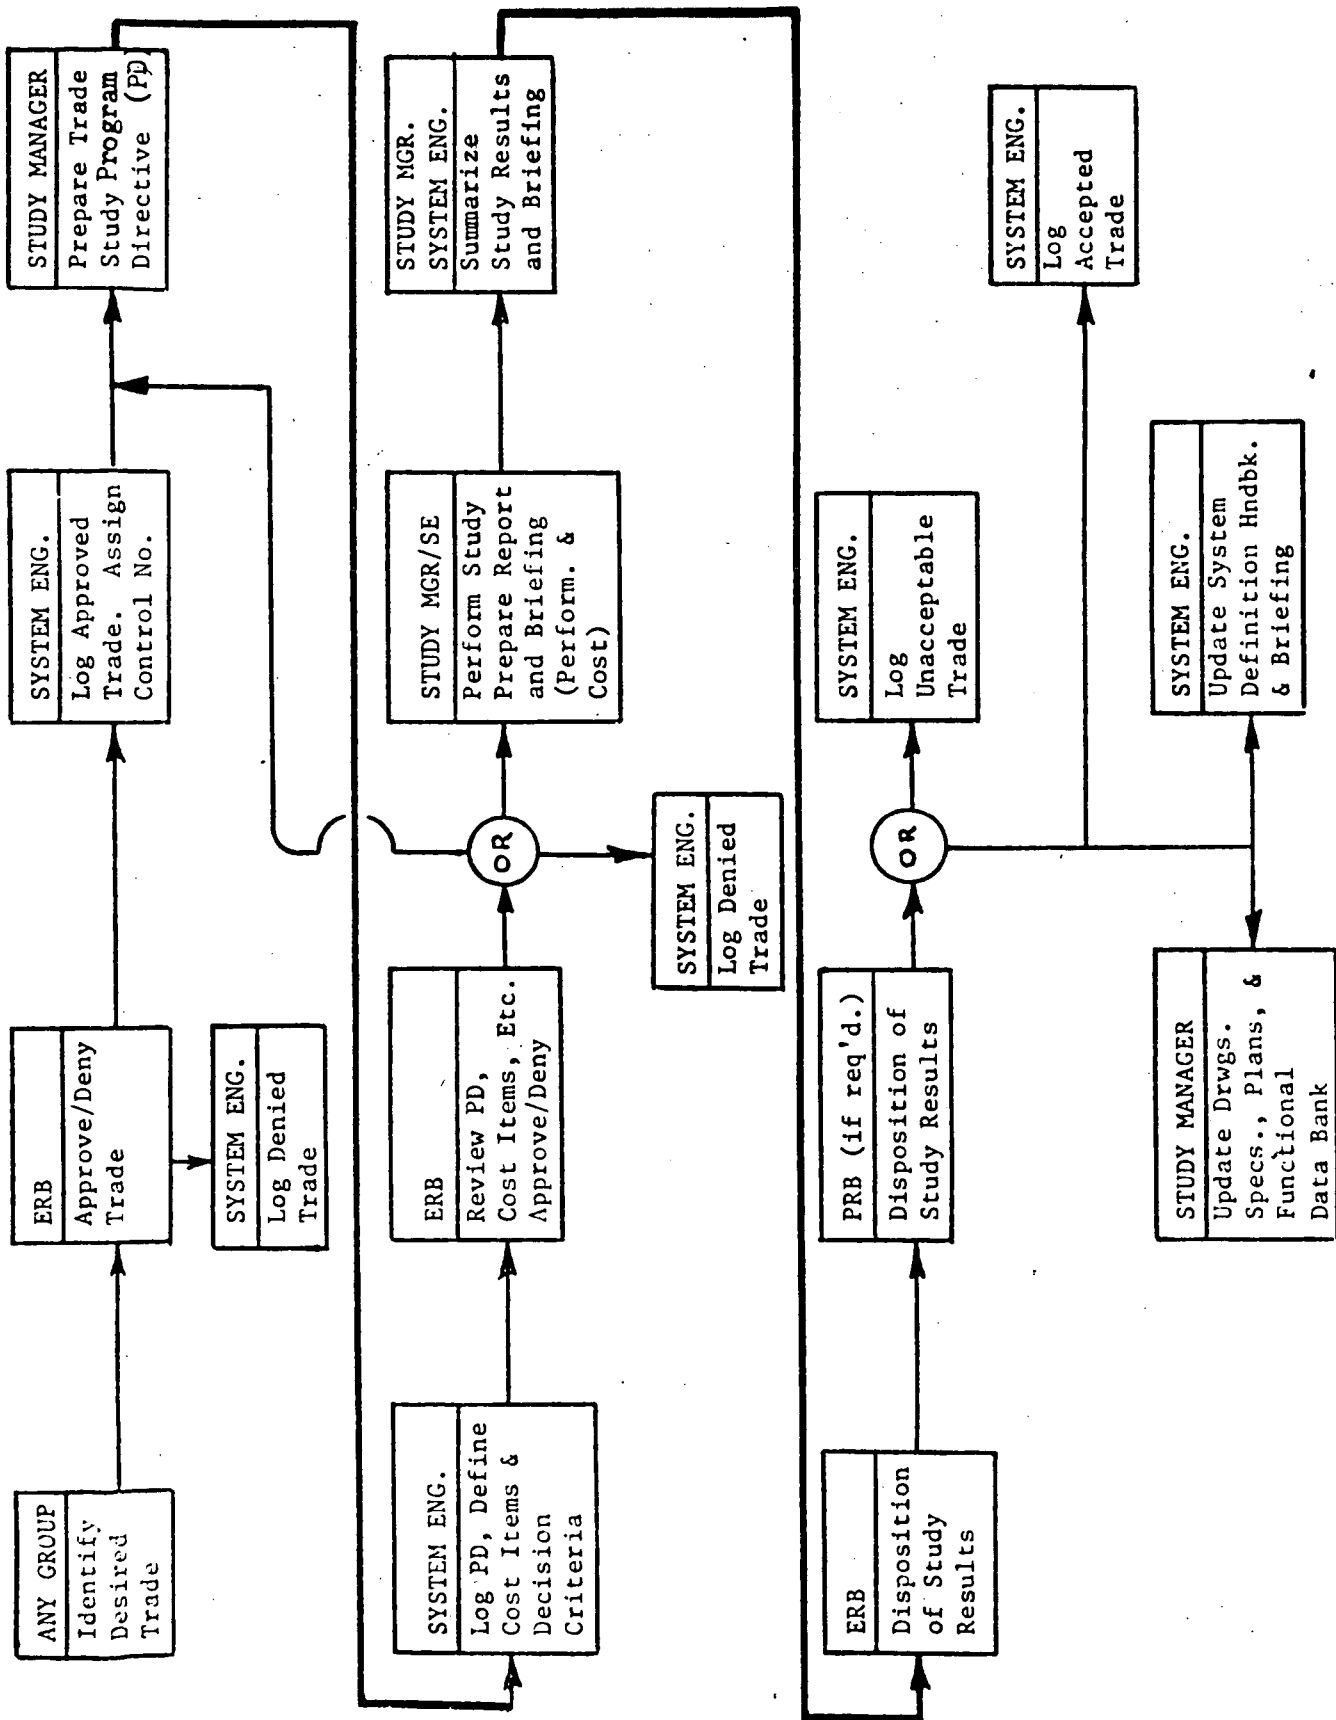 ANY GROUP
Identify
Desired
Trade
ERB
Approve/Deny
Trade
SYSTEM ENG.
Log Denied
Trade
SYSTEM ENG.
Log Approved
Trade. Assign
Control No.
STUDY MANAGER
Prepare Trade
Study Program
Directive (PD)
SYSTEM ENG.
Log PD, Define
Cost Items &
Decision
Criteria
ERB
Review PD,
Cost Items, Etc.
Approve/Deny
OR
SYSTEM ENG.
Log Denied
Trade
STUDY MGR/SE
Perform Study
Prepare Report
and Briefing
(Perform. &
Cost)
STUDY MGR.
SYSTEM ENG.
Summarize
Study Results
and Briefing
ERB
Disposition
of Study
Results
PRB (if req'd.)
Disposition of
Study Results
OR
SYSTEM ENG.
Log
Unacceptable
Trade
SYSTEM ENG.
Log
Accepted
Trade
STUDY MANAGER
Update Drwgs.
Specs., Plans, &
Functional
Data Bank
SYSTEM ENG.
Update System
Definition Hndbk.
& Briefing